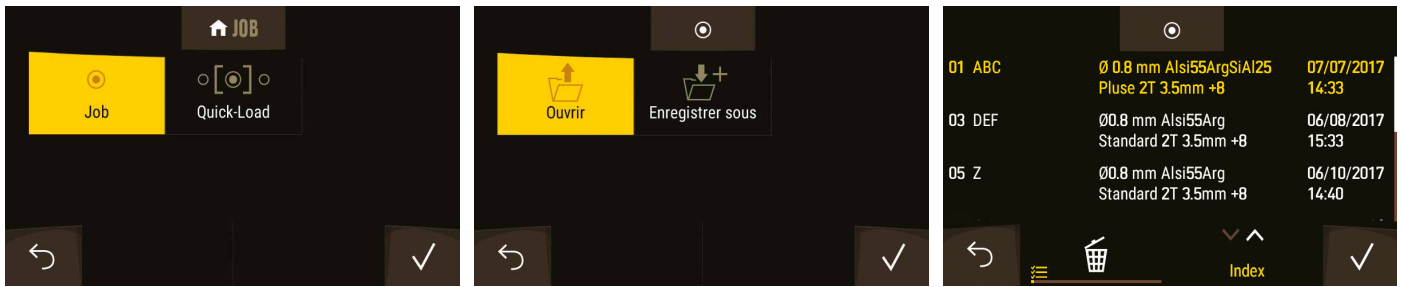 JOB
Job
Quick-Load
Ouvrir
Enregistrer sous
01 ABC Ø 0.8 mm Alsi55ArgSiAl25 07/07/2017
Pluse 2T 3.5mm +8 14:33
03 DEF Ø0.8 mm Alsi55Arg 06/08/2017
Standard 2T 3.5mm +8 15:33
05 Z Ø0.8 mm Alsi55Arg 06/10/2017
Standard 2T 3.5mm +8 14:40
Index